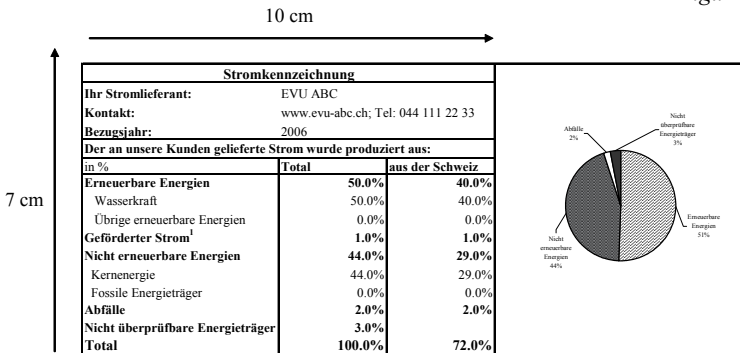 10 cm
7 cm
Stromkennzeichnung
Ihr Stromlieferant: EVU ABC
Kontakt: www.evu-abc.ch; Tel: 044 111 22 33
Bezugsjahr: 2006
Der an unsere Kunden gelieferte Strom wurde produziert aus:
in % Total aus der Schweiz
Erneuerbare Energien 50.0% 40.0%
Wasserkraft 50.0% 40.0%
Übrige erneuerbare Energien 0.0% 0.0%
Geförderter Strom1 1.0% 1.0%
Nicht erneuerbare Energien 44.0% 29.0%
Kernenergie 44.0% 29.0%
Fossile Energieträger 0.0% 0.0%
Abfälle 2.0% 2.0%
Nicht überprüfbare Energieträger 3.0%
Total 100.0% 72.0%
Abfälle
2%
Nicht
überprüfbare
Energieträger
3%
Erneuerbare
Energien
51%
Nicht
erneuerbare
Energien
44%